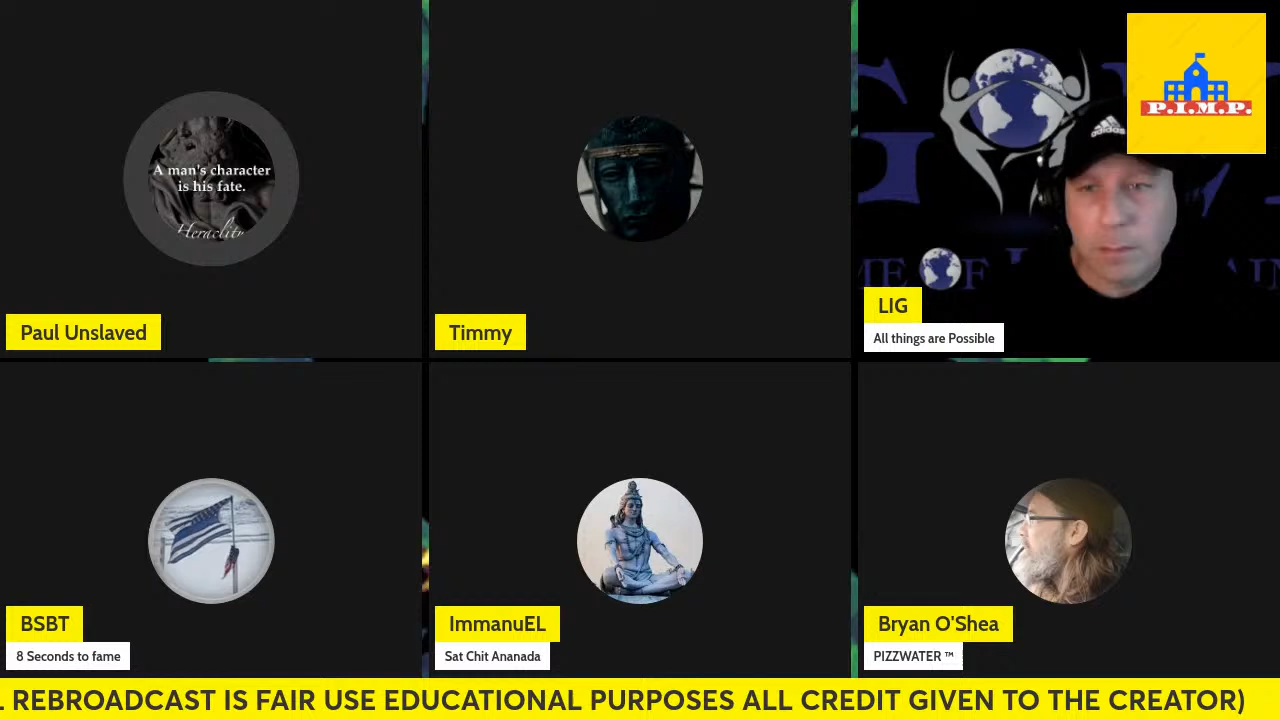 A man's character
is his fate.
Heraclitv
Paul Unslaved
Timmy
adidas
P.I.M.P.
LIG
All things are Possible
BSBT
8 Seconds to fame
ImmanuEL
Sat Chit Ananada
Bryan O'Shea
PIZZWATER ™
REBROADCAST IS FAIR USE EDUCATIONAL PURPOSES ALL CREDIT GIVEN TO THE CREATOR)